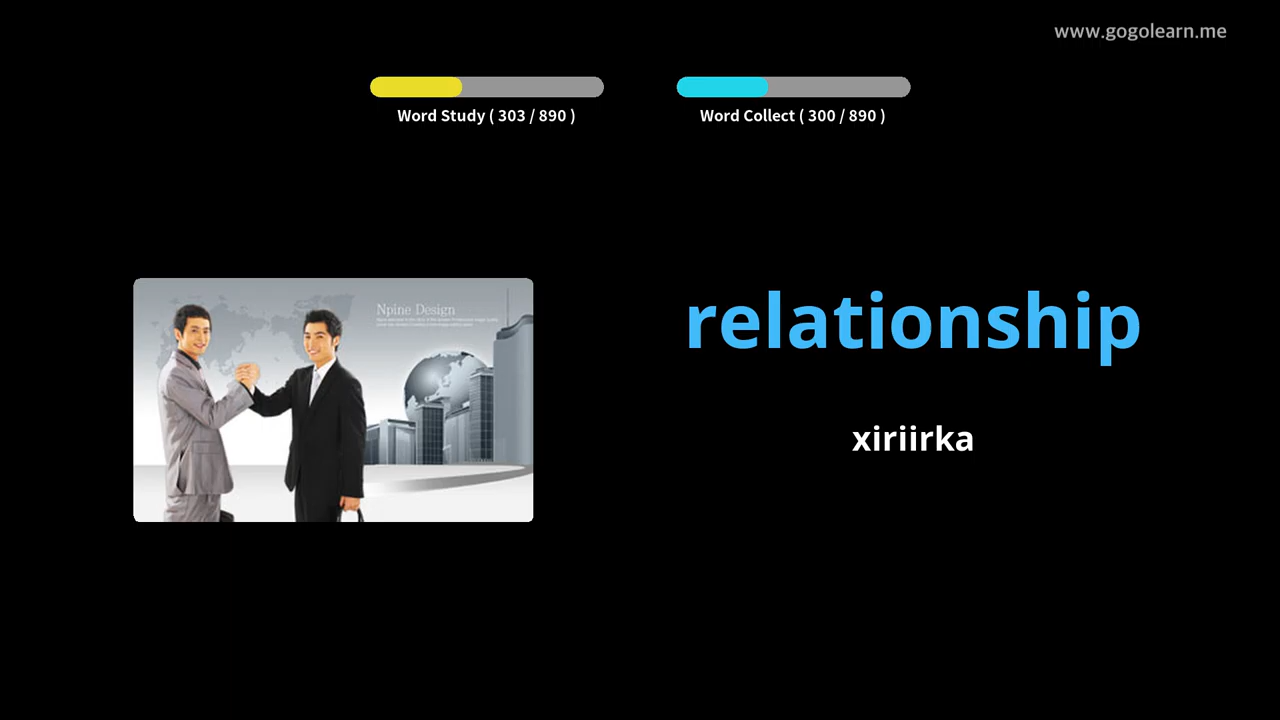 www.gogolearn.me
Word Study ( 303 / 890 )
Word Collect ( 300 / 890 )
Npine Design
relationship
xiriirka